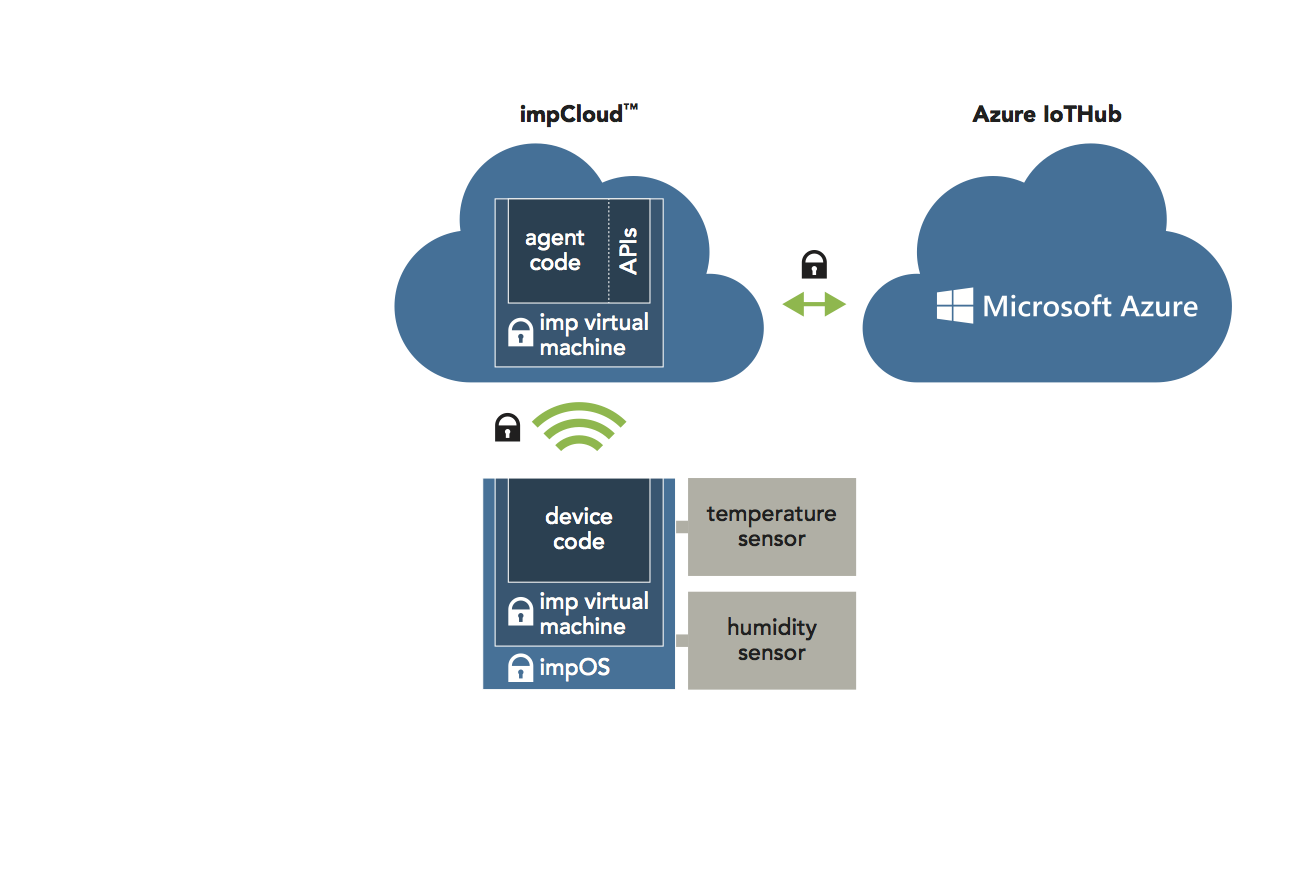 impCloud™
Azure IoTHub
agent
code
APIs
imp virtual
machine
Microsoft Azure
device
code
imp virtual
machine
impOS
temperature
sensor
humidity
sensor